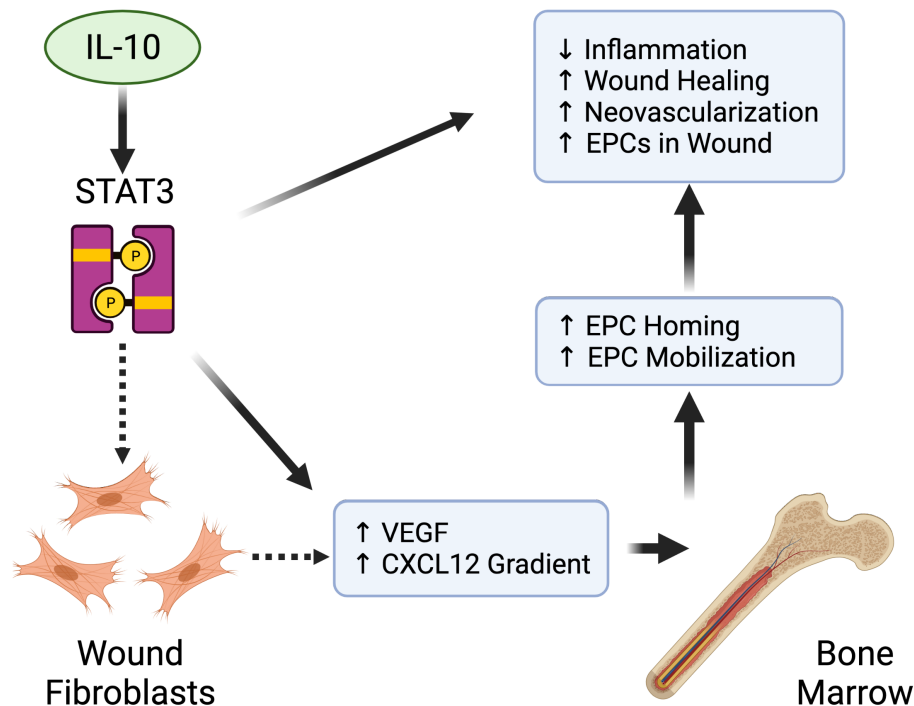 IL-10
STAT3
P
P
↓ Inflammation
↑ Wound Healing
↑ Neovascularization
↑ EPCs in Wound
↑ EPC Homing
↑ EPC Mobilization
↑ VEGF
↑ CXCL12 Gradient
Wound
Fibroblasts
Bone
Marrow